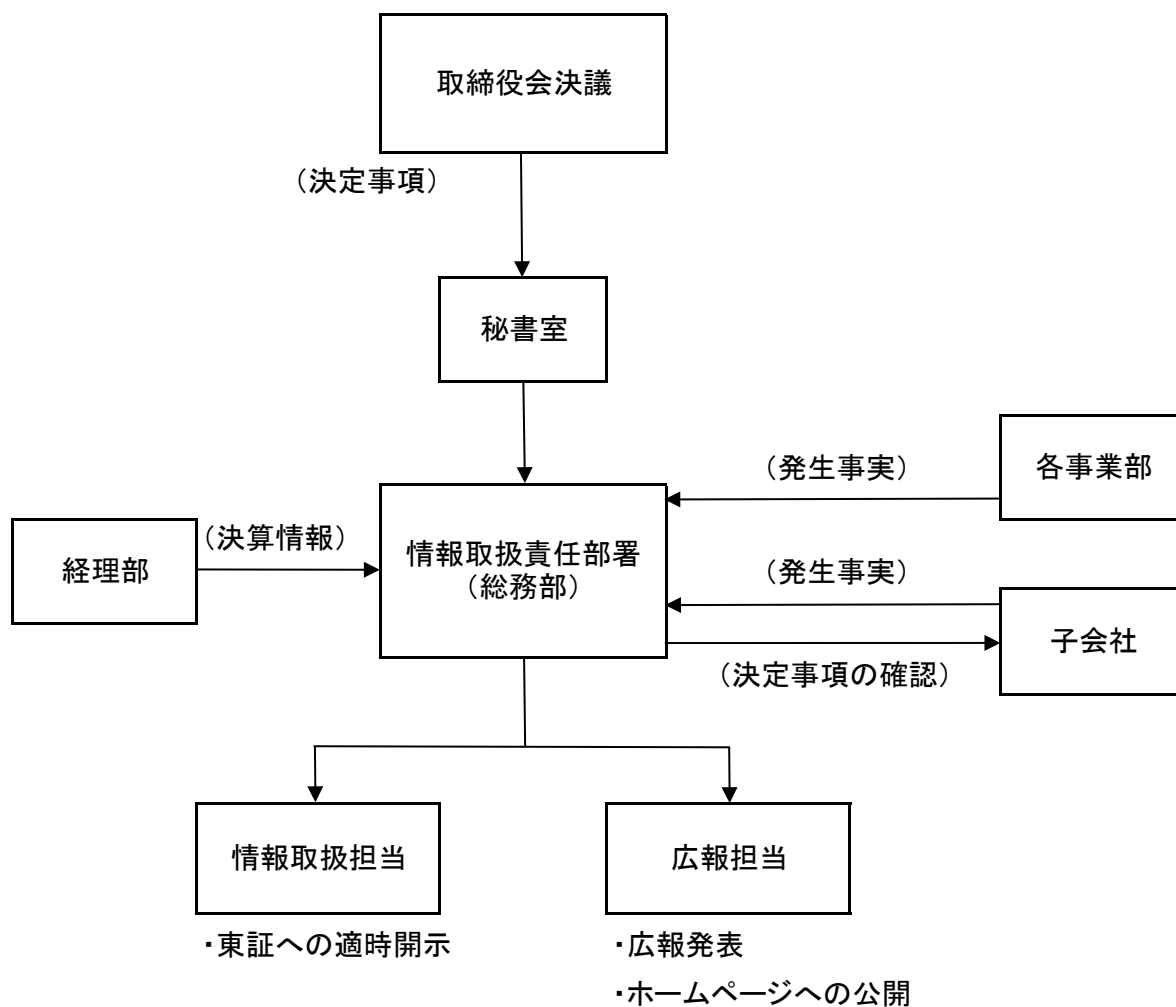 取締役会決議
（決定事項）
秘書室
（発生事実）
各事業部
（決算情報）
経理部
情報取扱責任部署
（総務部）
（発生事実）
子会社
（決定事項の確認）
情報取扱担当
広報担当
・東証への適時開示
・広報発表
・ホームページへの公開